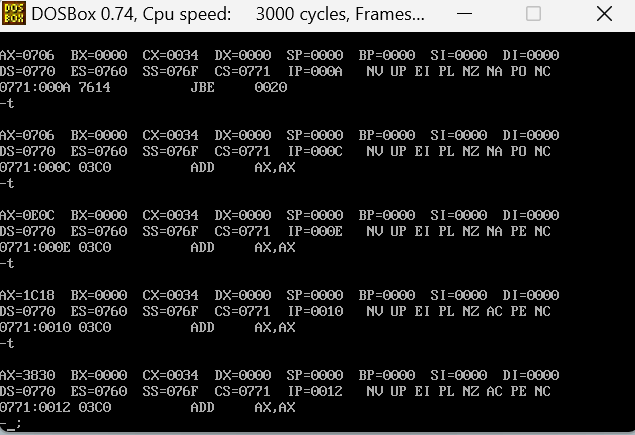 DOS
BOX
DOSBox 0.74, Cpu speed:    3000 cycles, Frames...
AX=0706  BX=0000  CX=0034  DX=0000  SP=0000  BP=0000  SI=0000  DI=0000
DS=0770  ES=0760  SS=076F  CS=0771  IP=000A   NV UP EI PL NZ NA PO NC
0771:000A 7614          JBE     0020
-t
AX=0706  BX=0000  CX=0034  DX=0000  SP=0000  BP=0000  SI=0000  DI=0000
DS=0770  ES=0760  SS=076F  CS=0771  IP=000C   NV UP EI PL NZ NA PO NC
0771:000C 03C0          ADD     AX,AX
-t
AX=0E0C  BX=0000  CX=0034  DX=0000  SP=0000  BP=0000  SI=0000  DI=0000
DS=0770  ES=0760  SS=076F  CS=0771  IP=000E   NV UP EI PL NZ NA PE NC
0771:000E 03C0          ADD     AX,AX
-t
AX=1C18  BX=0000  CX=0034  DX=0000  SP=0000  BP=0000  SI=0000  DI=0000
DS=0770  ES=0760  SS=076F  CS=0771  IP=0010   NV UP EI PL NZ AC PE NC
0771:0010 03C0          ADD     AX,AX
-t
AX=3830  BX=0000  CX=0034  DX=0000  SP=0000  BP=0000  SI=0000  DI=0000
DS=0770  ES=0760  SS=076F  CS=0771  IP=0012   NV UP EI PL NZ AC PE NC
0771:0012 03C0          ADD     AX,AX
-_;